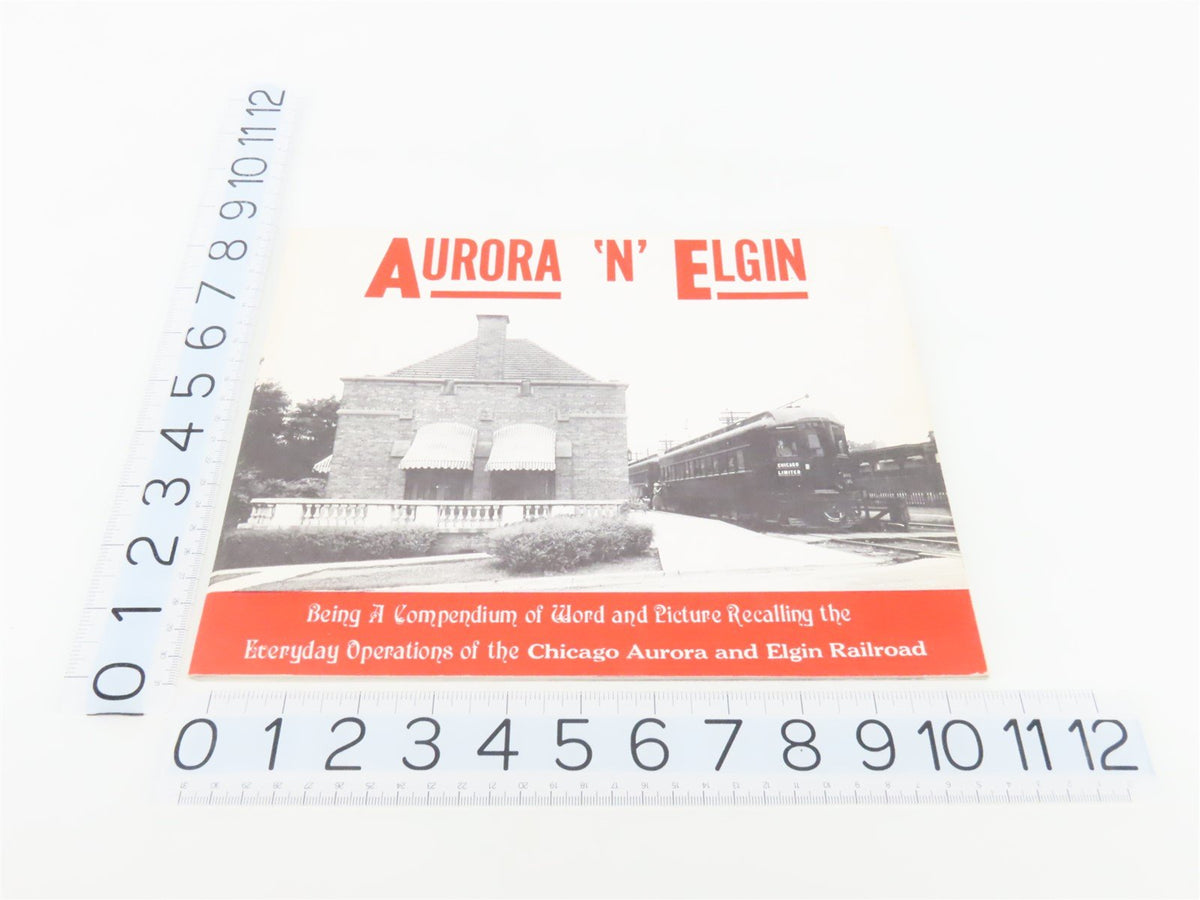 AURORA 'N' ELGIN
CHICAGO
LIMITED
Being A Compendium of Word and Picture Recalling the
Everyday Operations of the Chicago Aurora and Elgin Railroad
0 1 2 3 4 5 6 7 8 9 10 11 12
0 1 2 3 4 5 6 7 8 9 10 11 12